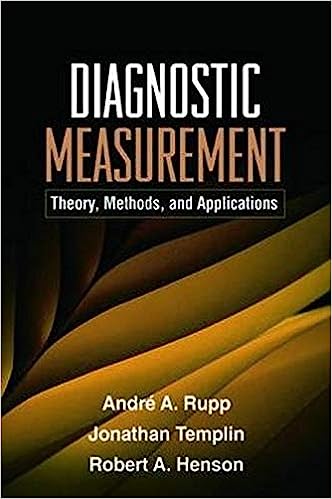 DIAGNOSTIC
MEASUREMENT
Theory, Methods, and Applications
André A. Rupp
Jonathan Templin
Robert A. Henson